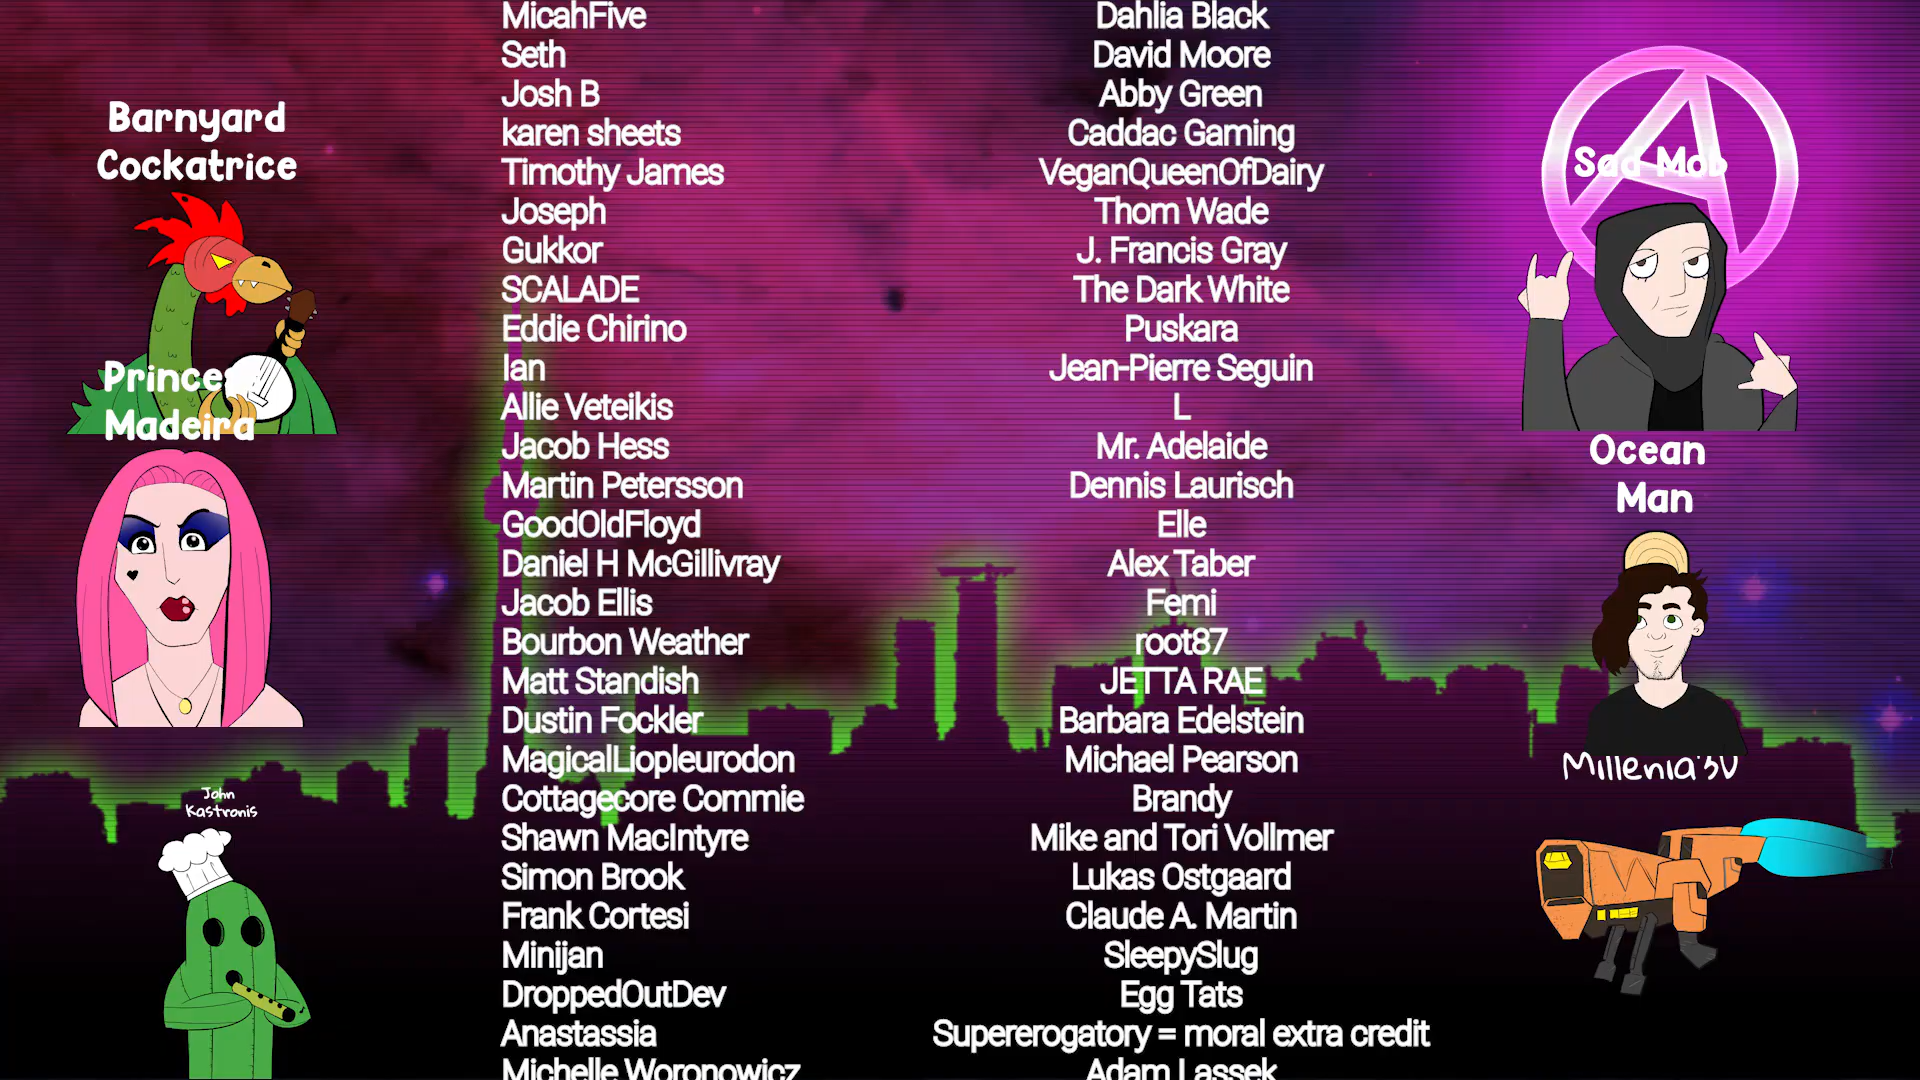 Barnyard
Cockatrice
Princess
Madeira
John
Kastronis
MicahFive
Seth
Josh B
karen sheets
Timothy James
Joseph
Gukkor
SCALADE
Eddie Chirino
Ian
Allie Veteikis
Jacob Hess
Martin Petersson
GoodOldFloyd
Daniel H McGillivray
Jacob Ellis
Bourbon Weather
Matt Standish
Dustin Fockler
MagicalLiopleurodon
Cottagecore Commie
Shawn MacIntyre
Simon Brook
Frank Cortesi
Minijan
DroppedOutDev
Anastassia
Michelle Woronowicz
Dahlia Black
David Moore
Abby Green
Caddac Gaming
VeganQueenOfDairy
Thom Wade
J. Francis Gray
The Dark White
Puskara
Jean-Pierre Seguin
L
Mr. Adelaide
Dennis Laurisch
Elle
Alex Taber
Femi
root87
JETTA RAE
Barbara Edelstein
Michael Pearson
Brandy
Mike and Tori Vollmer
Lukas Ostgaard
Claude A. Martin
SleepySlug
Egg Tats
Supererogatory = moral extra credit
Adam Lassek
Sad Mob
Ocean
Man
Millenia3V